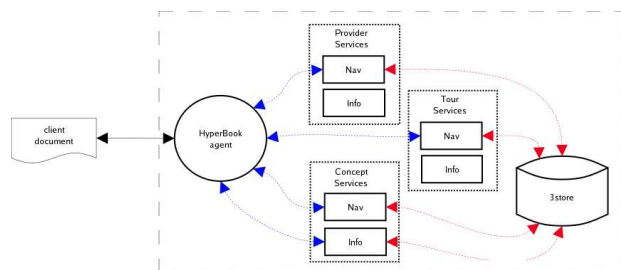 Provider
Services
Nav
Info
client
document
HyperBook
agent
Tour
Services
Nav
Info
Concept
Services
Nav
Info
3store